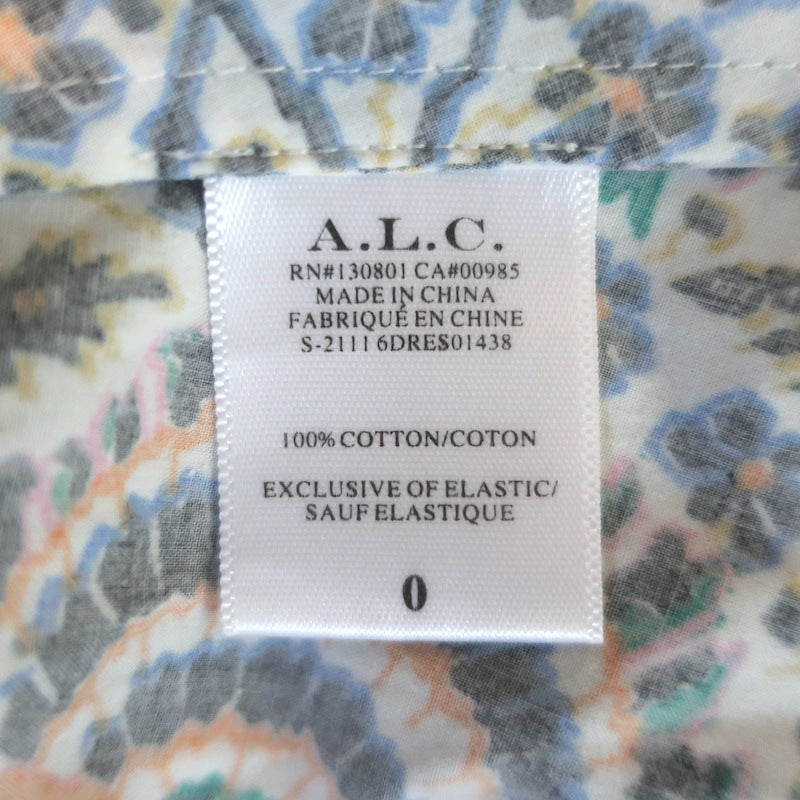 A.L.C.
RN#130801 CA#00985
MADE IN CHINA
FABRIQUÉ EN CHINE
S-21111 6DRES01438
100% COTTON/COTON
EXCLUSIVE OF ELASTIC/
SAUF ELASTIQUE
0